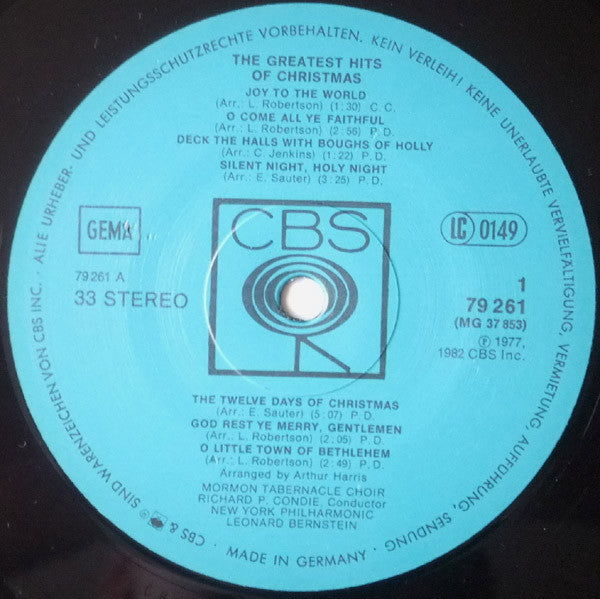 ALLE URHEBER- UND LEISTUNGSSCHUTZRECHTE VORBEHALTEN. KEIN VERLEIH! KEINE UNERLAUBTE VERVIELFÄLTIGUNG, VERMIETUNG, AUFFÜHRUNG, SENDUNG
THE GREATEST HITS
OF CHRISTMAS
JOY TO THE WORLD
(Arr.: L. Robertson) (1:30) C.C.
O COME ALL YE FAITHFUL
(Arr.: L. Robertson) (2:56) P.D.
DECK THE HALLS WITH BOUGHS OF HOLLY
(Arr.: C. Jenkins) (1:22) P.D.
SILENT NIGHT, HOLY NIGHT
(Arr.: E. Sauter) (3:25) P.D.
GEMA
CBS
LC 0149
79 261 A
33 STEREO
1
79 261
(MG 37 853)
Ⓟ 1977,
1982 CBS Inc.
THE TWELVE DAYS OF CHRISTMAS
(Arr.: E. Sauter) (5:07) P.D.
GOD REST YE MERRY, GENTLEMEN
(Arr.: L. Robertson) (2:05) P.D.
O LITTLE TOWN OF BETHLEHEM
(Arr.: L. Robertson) (2:49) P.D.
Arranged by Arthur Harris
MORMON TABERNACLE CHOIR
RICHARD P. CONDIE, Conductor
NEW YORK PHILHARMONIC
LEONARD BERNSTEIN
CBS & SIND WARENZEICHEN VON CBS INC. ·
· MADE IN GERMANY ·